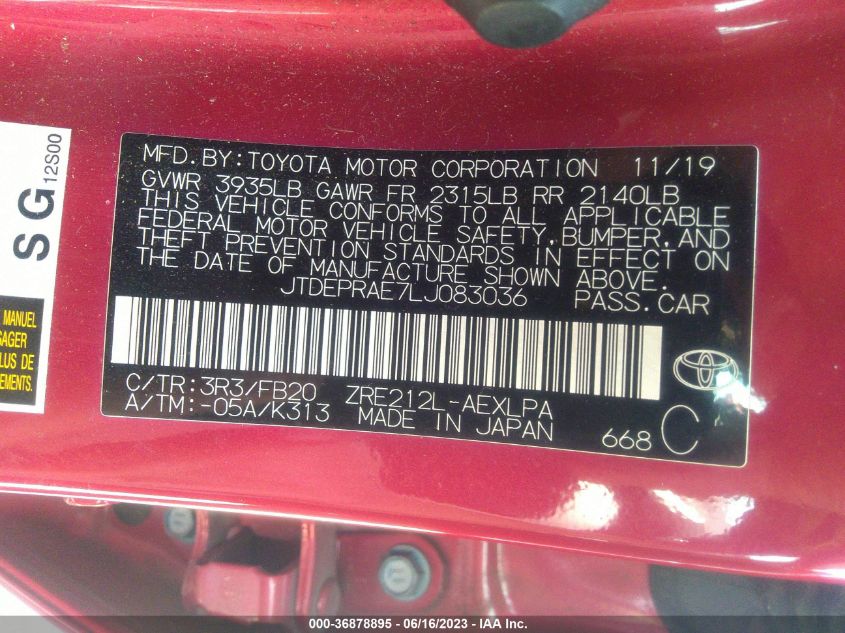 MFD.BY:TOYOTA MOTOR CORPORATION 11/19
GVWR 3935LB GAWR FR 2315LB RR 2140LB
THIS VEHICLE CONFORMS TO ALL APPLICABLE
FEDERAL MOTOR VEHICLE SAFETY,BUMPER,AND
THEFT PREVENTION STANDARDS IN EFFECT ON
THE DATE OF MANUFACTURE SHOWN ABOVE.
JTDEPRAE7LJ083036 PASS.CAR
C/TR:3R3/FB20 ZRE212L-AEXLPA
A/TM:-05A/K313 MADE IN JAPAN 668 C
SG 12S00
MANUEL
SAGER
LUS DE
EMENTS.
000-36878895 - 06/16/2023 - IAA Inc.